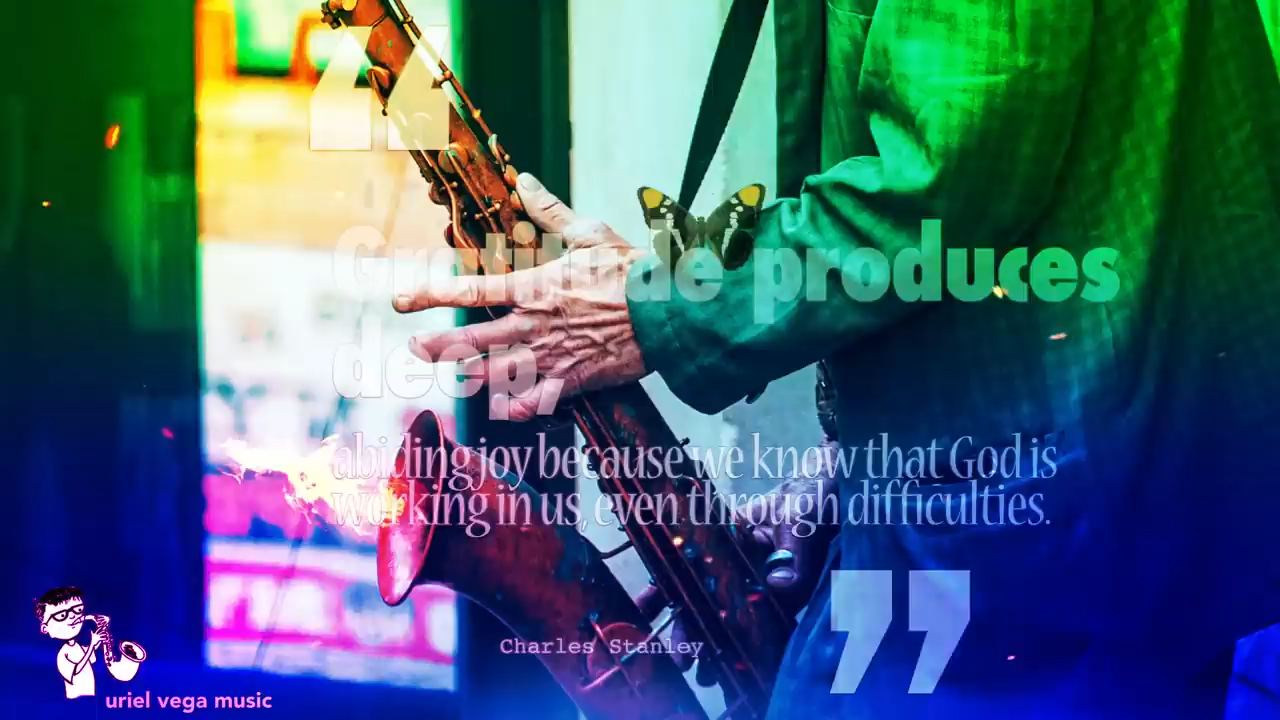 “
Gratitude produces
deep,
abiding joy because we know that God is
working in us, even through difficulties.
”
Charles Stanley
uriel vega music